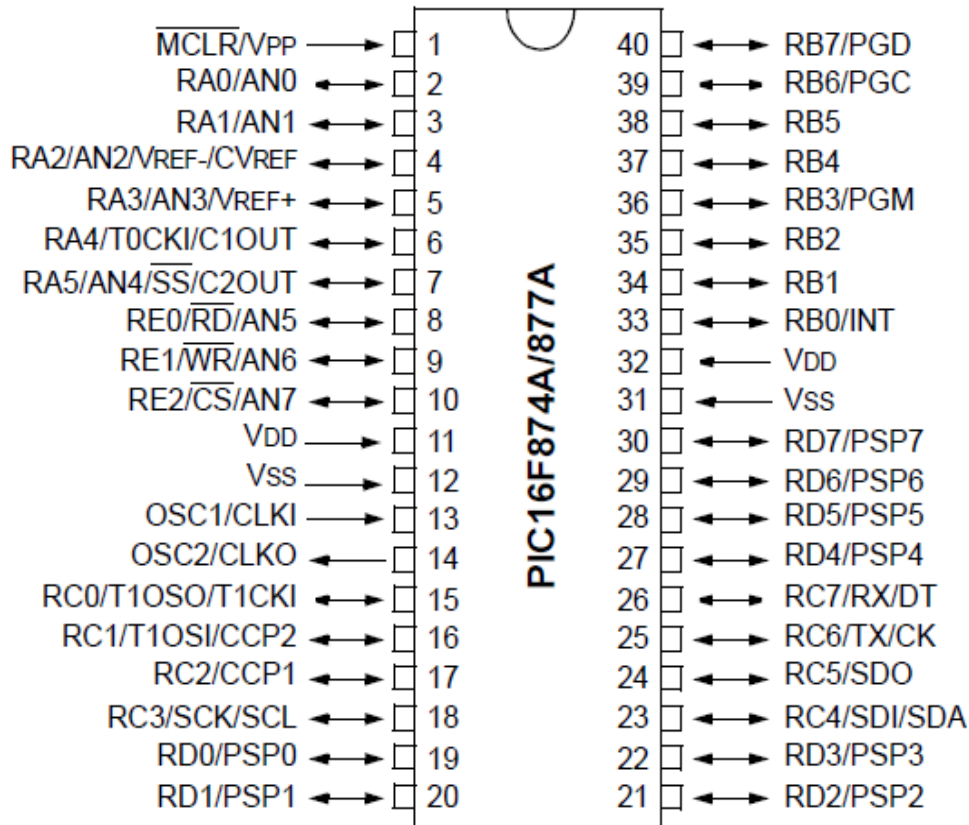 MCLR/VPP 1 40 RB7/PGD
RA0/AN0 2 39 RB6/PGC
RA1/AN1 3 38 RB5
RA2/AN2/VREF-/CVREF 4 37 RB4
RA3/AN3/VREF+ 5 36 RB3/PGM
RA4/T0CKI/C1OUT 6 35 RB2
RA5/AN4/SS/C2OUT 7 34 RB1
RE0/RD/AN5 8 33 RB0/INT
RE1/WR/AN6 9 32 VDD
RE2/CS/AN7 10 31 VSS
VDD 11 30 RD7/PSP7
VSS 12 29 RD6/PSP6
OSC1/CLKI 13 28 RD5/PSP5
OSC2/CLKO 14 27 RD4/PSP4
RC0/T1OSO/T1CKI 15 26 RC7/RX/DT
RC1/T1OSI/CCP2 16 25 RC6/TX/CK
RC2/CCP1 17 24 RC5/SDO
RC3/SCK/SCL 18 23 RC4/SDI/SDA
RD0/PSP0 19 22 RD3/PSP3
RD1/PSP1 20 21 RD2/PSP2
PIC16F874A/877A